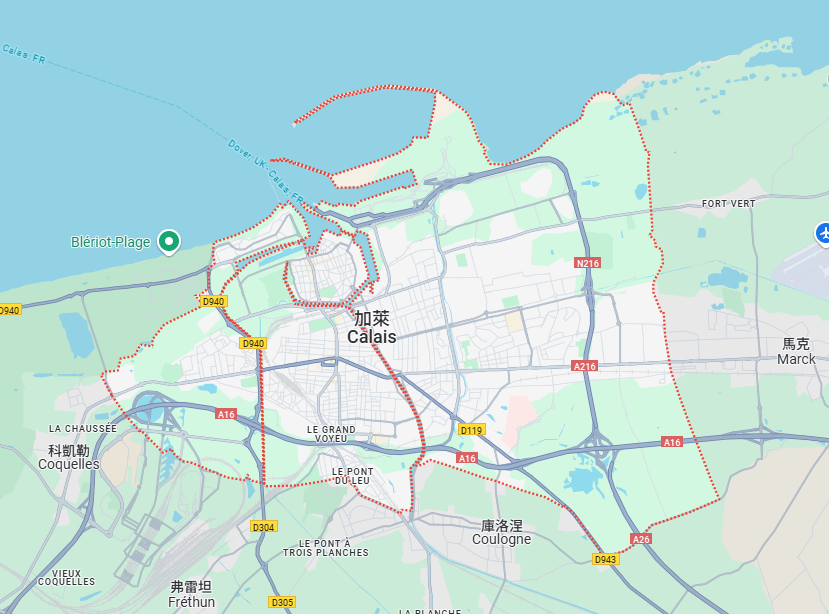 Calais, FR
Dover, UK - Calais, FR
FORT VERT
Blériot-Plage
N216
D940
D940
D940
加萊
Calais
馬克
Marck
A216
A16
LA CHAUSSÉE
LE GRAND
VOYEU
D119
A16
科凱勒
Coquelles
A16
LE PONT
DU LEU
D304
庫洛涅
Coulogne
A26
LE PONT À
TROIS PLANCHES
D943
VIEUX
COQUELLES
弗雷坦
Fréthun
D305
LA PLANCHE